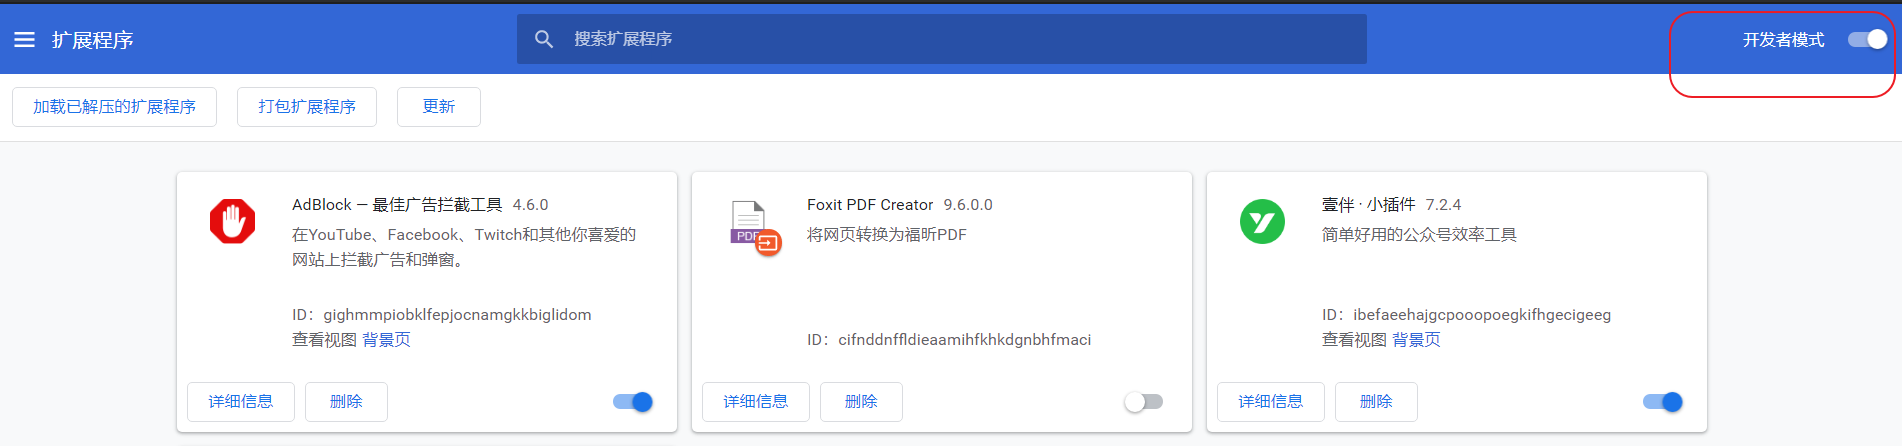 扩展程序
搜索扩展程序
开发者模式
加载已解压的扩展程序
打包扩展程序
更新
AdBlock — 最佳广告拦截工具 4.6.0
在YouTube、Facebook、Twitch和其他你喜爱的
网站上拦截广告和弹窗。
ID：gighmmpiobklfepjocnamgkkbiglidom
查看视图 背景页
详细信息
删除
PDF
Foxit PDF Creator 9.6.0.0
将网页转换为福昕PDF
ID：cifnddnffldieaamihfkhkdgnbhfmaci
详细信息
删除
壹伴 · 小插件 7.2.4
简单好用的公众号效率工具
ID：ibefaeehajgcpooopoegkifhgecigeeg
查看视图 背景页
详细信息
删除